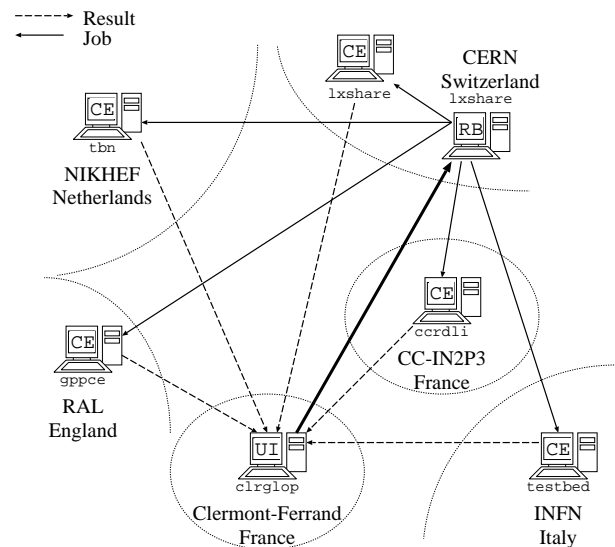 Result
Job
CE
lxshare
CERN
Switzerland
lxshare
RB
CE
tbn
NIKHEF
Netherlands
CE
ccrdli
CC-IN2P3
France
CE
gppce
RAL
England
UI
clrglop
Clermont-Ferrand
France
CE
testbed
INFN
Italy